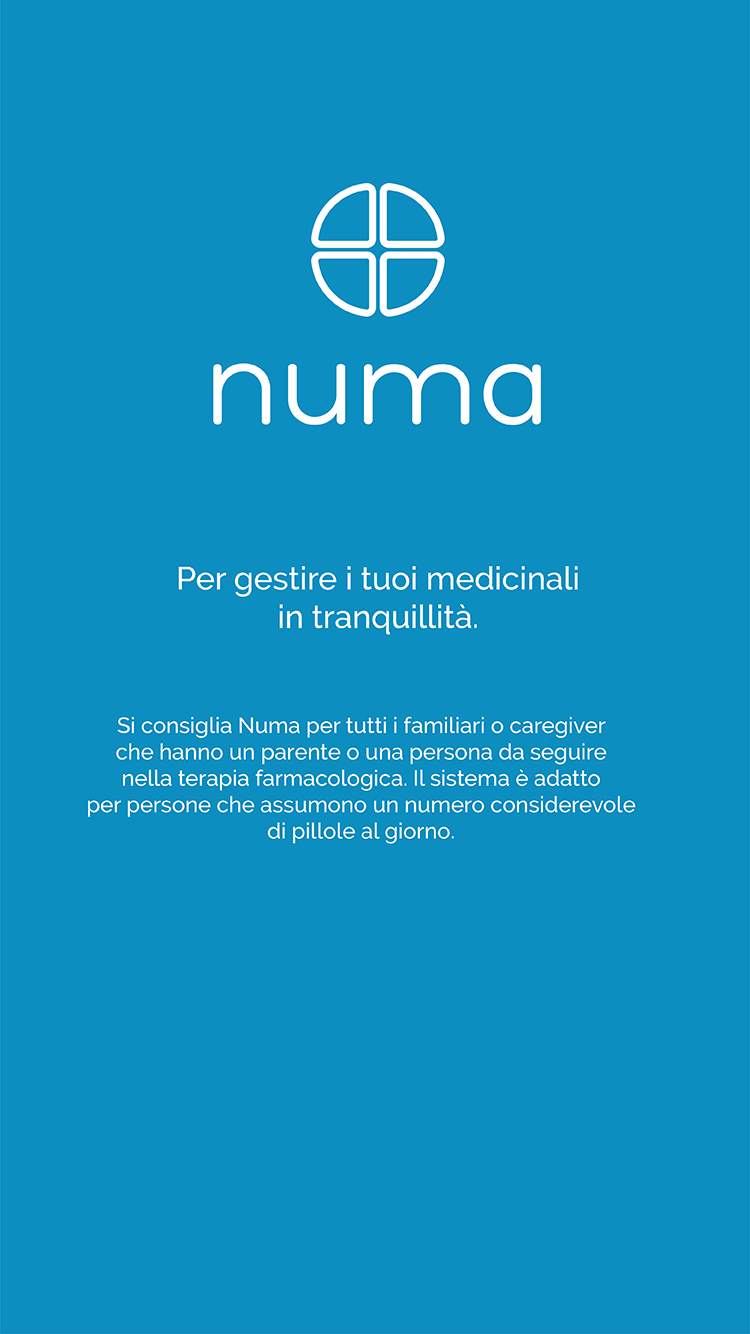 numa
Per gestire i tuoi medicinali
in tranquillità.
Si consiglia Numa per tutti i familiari o caregiver
che hanno un parente o una persona da seguire
nella terapia farmacologica. Il sistema è adatto
per persone che assumono un numero considerevole
di pillole al giorno.